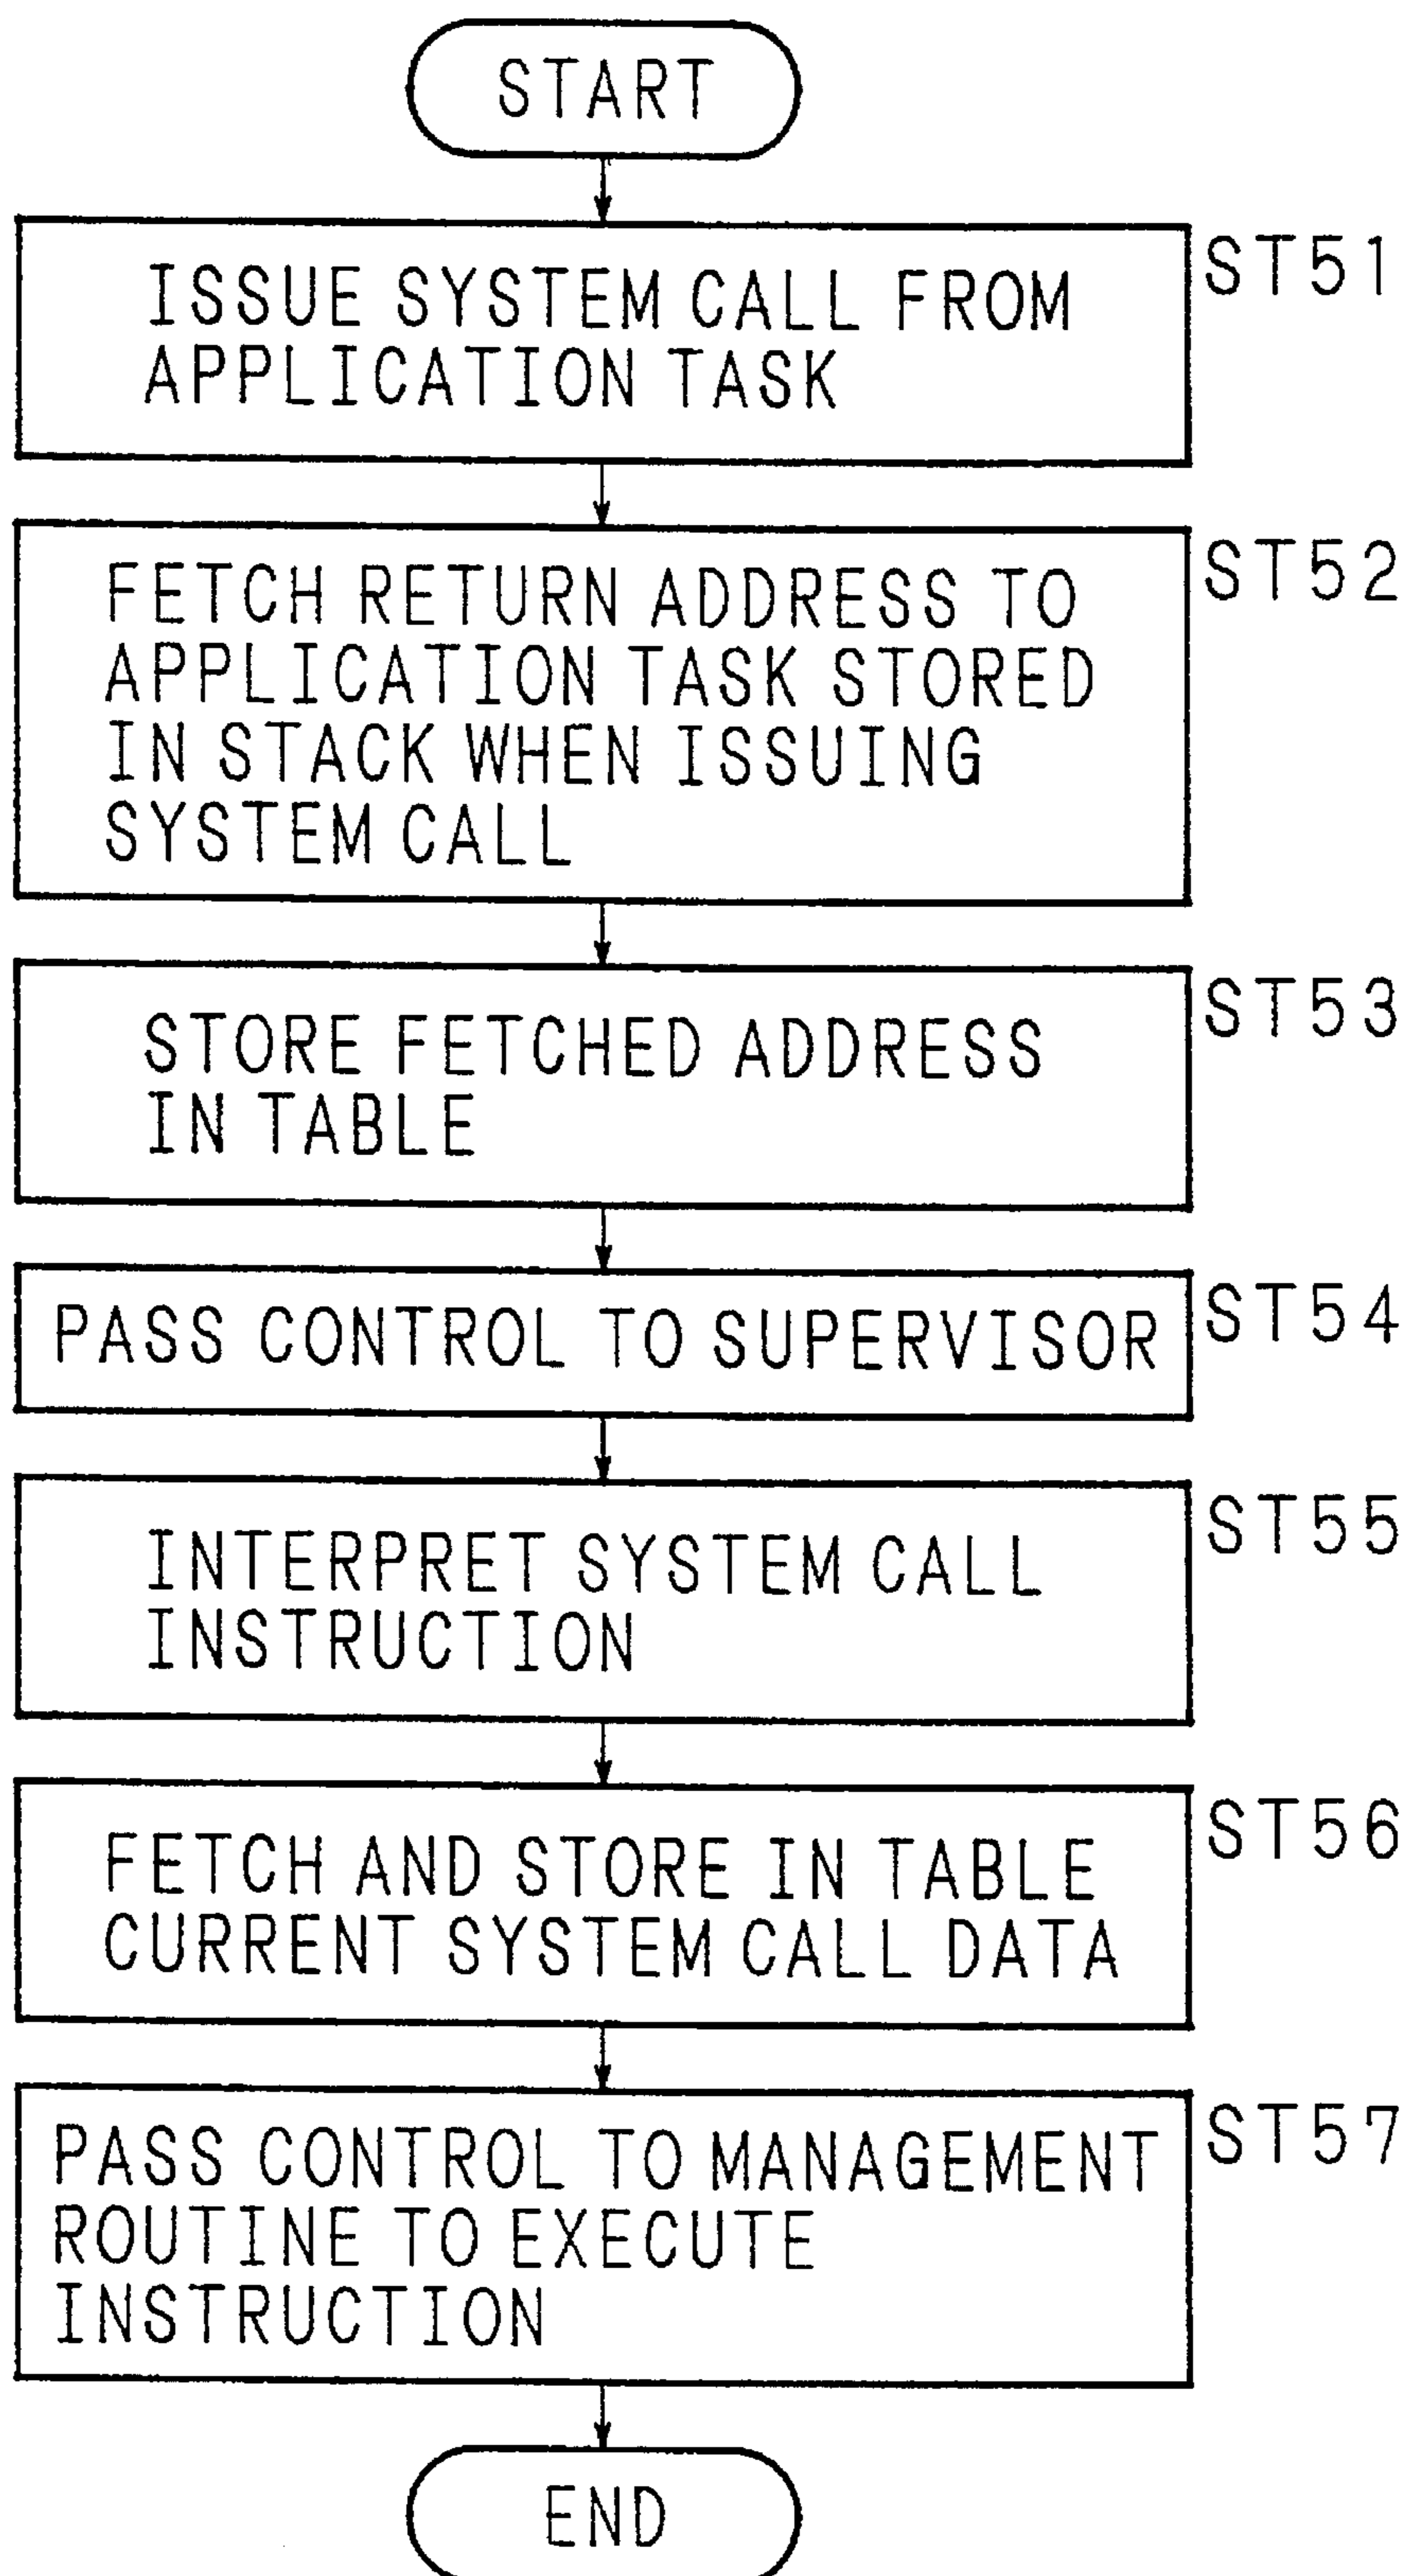 START
ISSUE SYSTEM CALL FROM
APPLICATION TASK
ST51
FETCH RETURN ADDRESS TO
APPLICATION TASK STORED
IN STACK WHEN ISSUING
SYSTEM CALL
ST52
STORE FETCHED ADDRESS
IN TABLE
ST53
PASS CONTROL TO SUPERVISOR
ST54
INTERPRET SYSTEM CALL
INSTRUCTION
ST55
FETCH AND STORE IN TABLE
CURRENT SYSTEM CALL DATA
ST56
PASS CONTROL TO MANAGEMENT
ROUTINE TO EXECUTE
INSTRUCTION
ST57
END